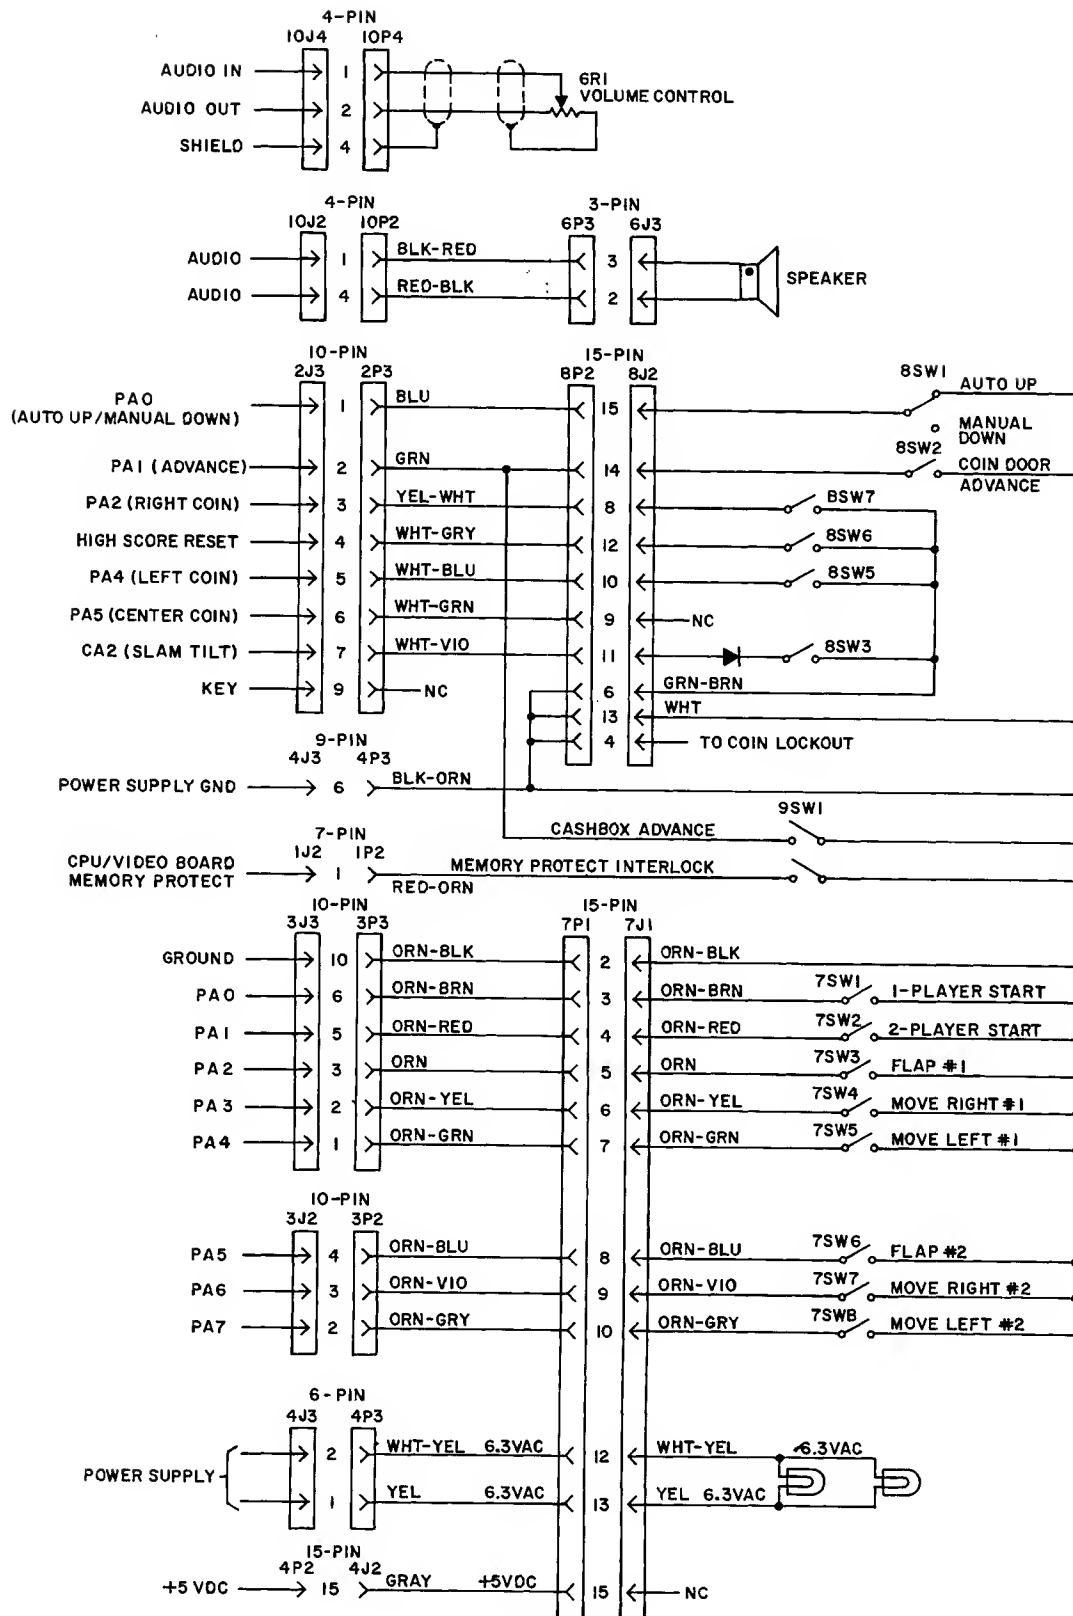 4-PIN
10J4 10P4
AUDIO IN 1
6R1
VOLUME CONTROL
AUDIO OUT 2
SHIELD 4
4-PIN 3-PIN
10J2 10P2 6P3 6J3
AUDIO 1 BLK-RED 3
SPEAKER
AUDIO 4 RED-BLK 2
10-PIN 15-PIN
2J3 2P3 8P2 8J2 8SW1
AUTO UP
PA0
(AUTO UP/MANUAL DOWN) 1 BLU 15
MANUAL
DOWN
PA1 (ADVANCE) 2 GRN 14 8SW2 COIN DOOR
ADVANCE
PA2 (RIGHT COIN) 3 YEL-WHT 8 8SW7
HIGH SCORE RESET 4 WHT-GRY 12 8SW6
PA4 (LEFT COIN) 5 WHT-BLU 10 8SW5
PA5 (CENTER COIN) 6 WHT-GRN 9 NC
CA2 (SLAM TILT) 7 WHT-VIO 11 8SW3
KEY 9 NC 6 GRN-BRN
13 WHT
9-PIN 4 TO COIN LOCKOUT
4J3 4P3
POWER SUPPLY GND 6 BLK-ORN
9SW1
CASHBOX ADVANCE
7-PIN
1J2 1P2
CPU/VIDEO BOARD
MEMORY PROTECT 1 MEMORY PROTECT INTERLOCK
RED-ORN
10-PIN 15-PIN
3J3 3P3 7P1 7J1
GROUND 10 ORN-BLK 2 ORN-BLK
PA0 6 ORN-BRN 3 ORN-BRN 7SW1 1-PLAYER START
PA1 5 ORN-RED 4 ORN-RED 7SW2 2-PLAYER START
PA2 3 ORN 5 ORN 7SW3 FLAP #1
PA3 2 ORN-YEL 6 ORN-YEL 7SW4 MOVE RIGHT #1
PA4 1 ORN-GRN 7 ORN-GRN 7SW5 MOVE LEFT #1
10-PIN
3J2 3P2
PA5 4 ORN-BLU 8 ORN-BLU 7SW6 FLAP #2
PA6 3 ORN-VIO 9 ORN-VIO 7SW7 MOVE RIGHT #2
PA7 2 ORN-GRY 10 ORN-GRY 7SW8 MOVE LEFT #2
6-PIN
4J3 4P3
2 WHT-YEL 6.3VAC 12 WHT-YEL 6.3VAC
POWER SUPPLY
1 YEL 6.3VAC 13 YEL 6.3VAC
15-PIN
4P2 4J2
+5 VDC 15 GRAY +5VDC 15 NC